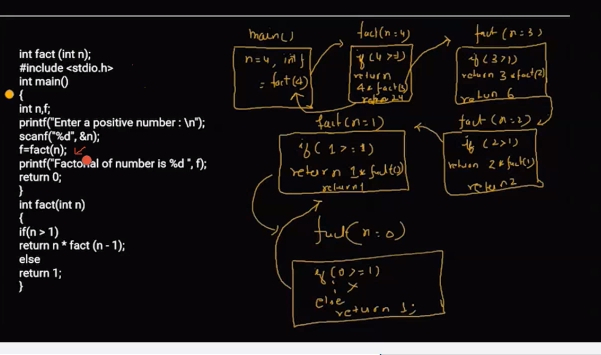 int fact (int n);
#include <stdio.h>
int main()
{
int n,f;
printf("Enter a positive number : \n");
scanf("%d", &n);
f=fact(n);
printf("Factorial of number is %d ", f);
return 0;
}
int fact(int n)
{
if(n > 1)
return n * fact (n - 1);
else
return 1;
}
main()
n=4, int f
= fact(4)
fact(n=4)
if (4>=1)
return
4*fact(3)
return 24
fact (n=3)
if (3>1)
return 3*fact(2)
return 6
fact (n=2)
if (2>1)
return 2*fact(1)
return 2
fact(n=1)
if( 1>=1)
return 1*fact(0)
return 1
fact(n=0)
if (0>=1)
else
return 1;